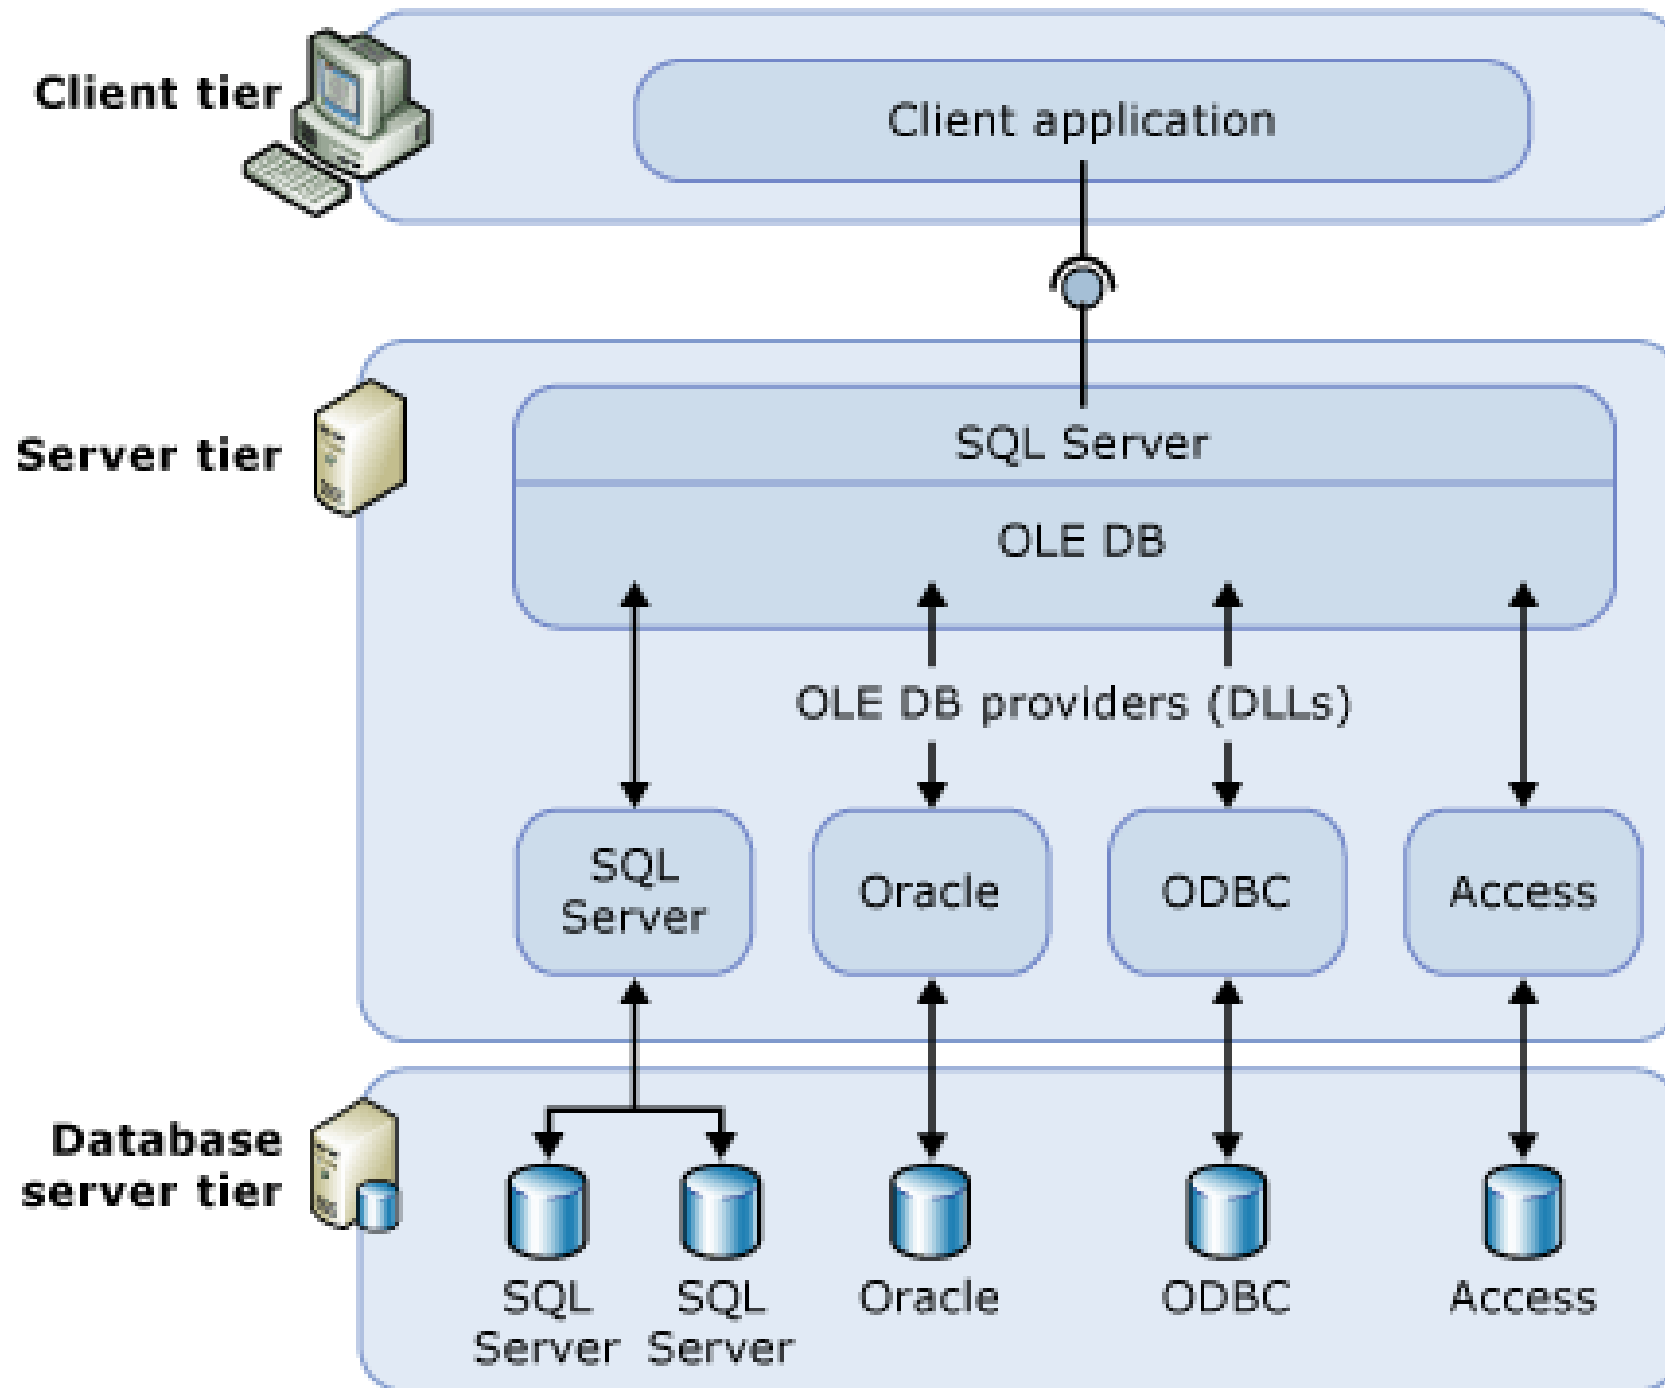 Client tier
Client application
Server tier
SQL Server
OLE DB
OLE DB providers (DLLs)
SQL
Server
Oracle
ODBC
Access
Database
server tier
SQL
Server
SQL
Server
Oracle
ODBC
Access